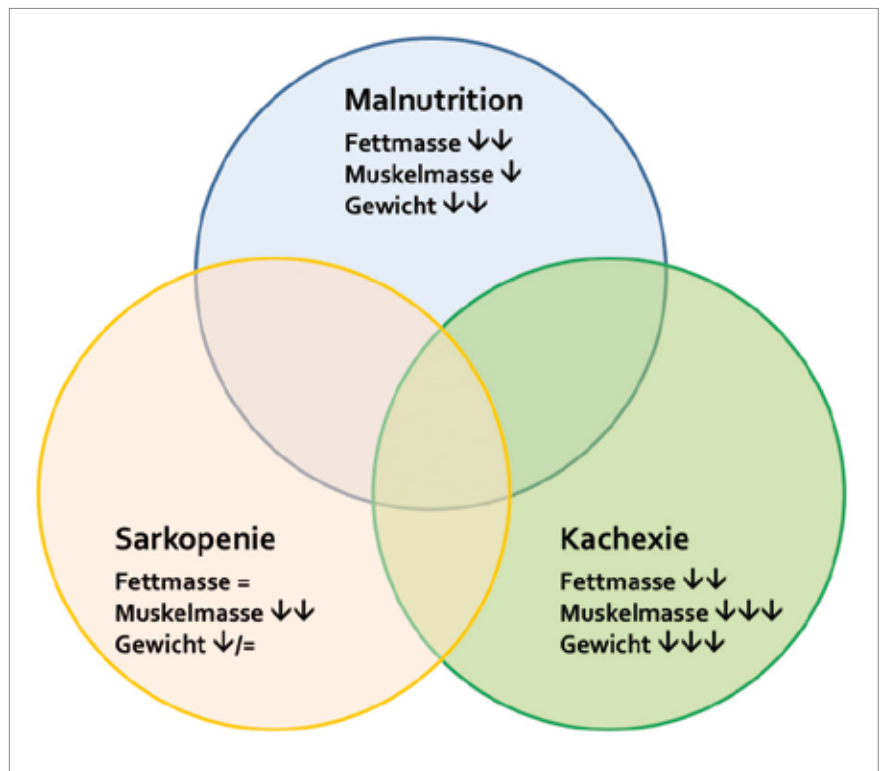 Malnutrition
Fettmasse ↓↓
Muskelmasse ↓
Gewicht ↓↓
Sarkopenie
Fettmasse =
Muskelmasse ↓↓
Gewicht ↓/=
Kachexie
Fettmasse ↓↓
Muskelmasse ↓↓↓
Gewicht ↓↓↓